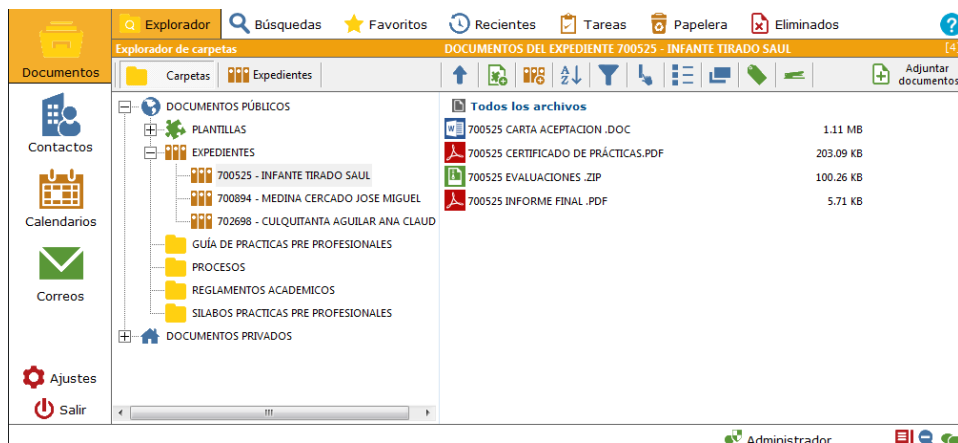 Explorador Búsquedas Favoritos Recientes Tareas Papelera Eliminados ?
Explorador de carpetas DOCUMENTOS DEL EXPEDIENTE 700525 - INFANTE TIRADO SAUL [4]
Documentos
Carpetas Expedientes
Adjuntar
documentos
DOCUMENTOS PÚBLICOS
PLANTILLAS
EXPEDIENTES
700525 - INFANTE TIRADO SAUL
700894 - MEDINA CERCADO JOSE MIGUEL
702698 - CULQUITANTA AGUILAR ANA CLAUD
GUÍA DE PRACTICAS PRE PROFESIONALES
PROCESOS
REGLAMENTOS ACADEMICOS
SILABOS PRACTICAS PRE PROFESIONALES
DOCUMENTOS PRIVADOS
Todos los archivos
700525 CARTA ACEPTACION .DOC 1.11 MB
700525 CERTIFICADO DE PRÁCTICAS.PDF 203.09 KB
700525 EVALUACIONES .ZIP 100.26 KB
700525 INFORME FINAL .PDF 5.71 KB
Contactos
Calendarios
Correos
Ajustes
Salir
Administrador